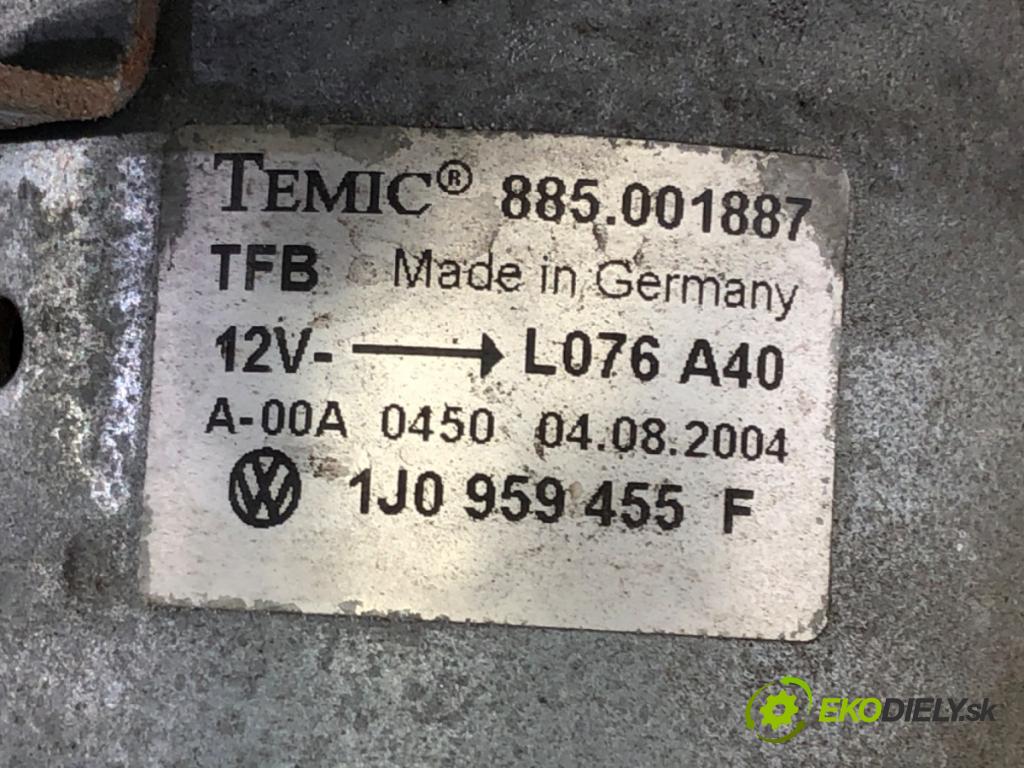 TEMIC® 885.001887
TFB Made in Germany
12V- L076 A40
A-00A 0450 04.08.2004
VW 1J0 959 455 F
EKODIELY.sk